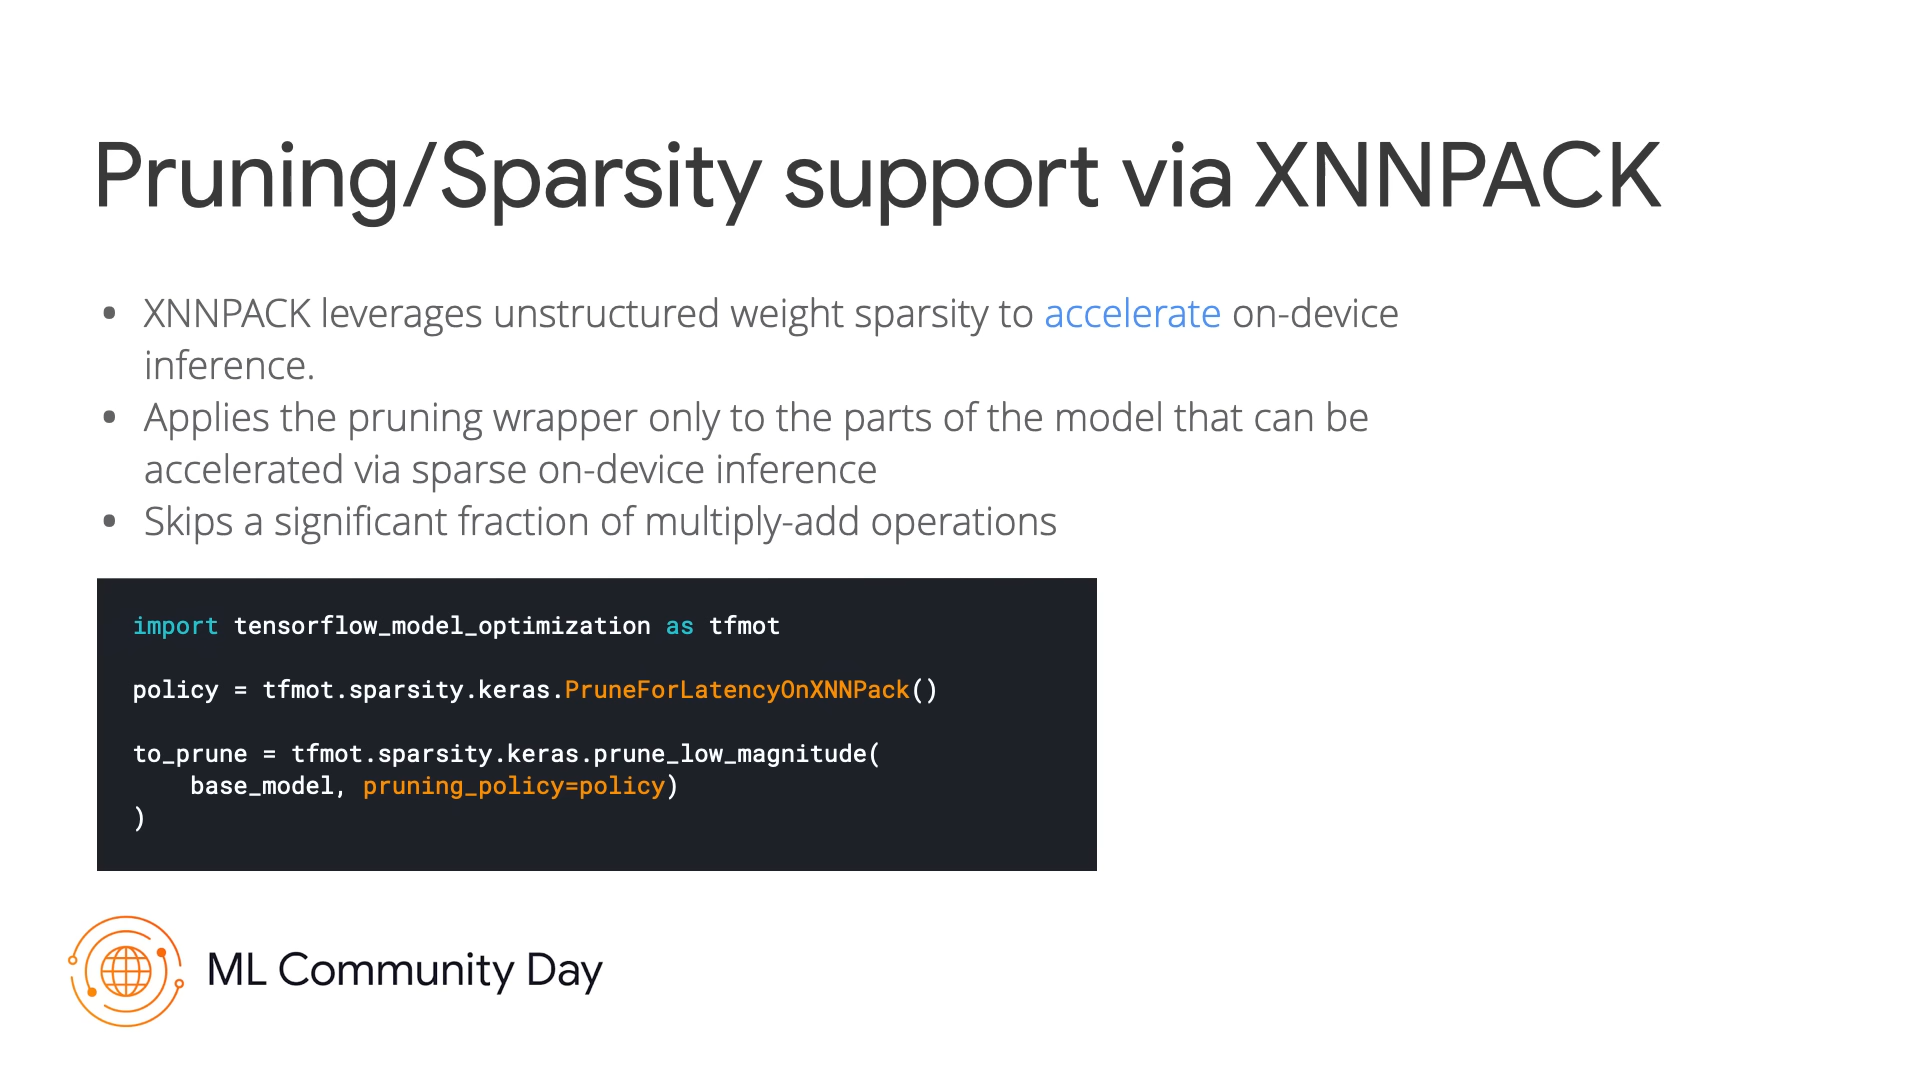 Pruning/Sparsity support via XNNPACK
• XNNPACK leverages unstructured weight sparsity to accelerate on-device
inference.
• Applies the pruning wrapper only to the parts of the model that can be
accelerated via sparse on-device inference
• Skips a significant fraction of multiply-add operations
import tensorflow_model_optimization as tfmot
policy = tfmot.sparsity.keras.PruneForLatencyOnXNNPack()
to_prune = tfmot.sparsity.keras.prune_low_magnitude(
    base_model, pruning_policy=policy)
)
ML Community Day